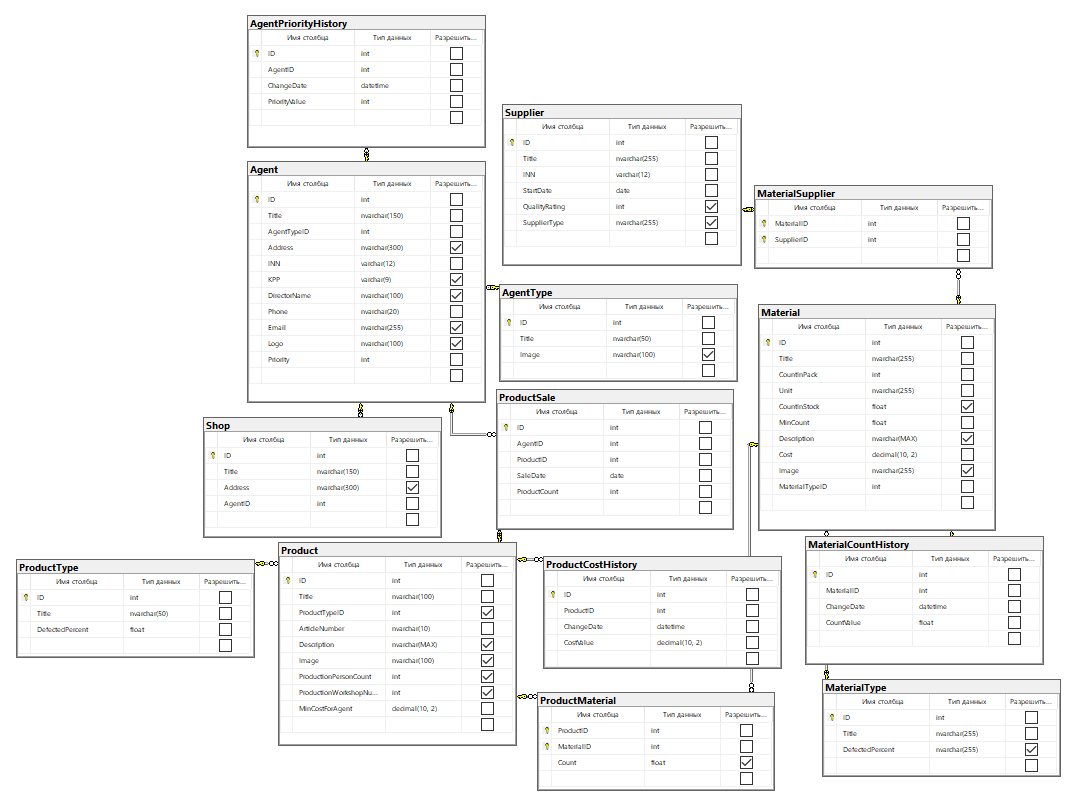 AgentPriorityHistory
Имя столбца Тип данных Разрешить...
ID int
AgentID int
ChangeDate datetime
PriorityValue int
Supplier
Имя столбца Тип данных Разрешить...
ID int
Title nvarchar(255)
INN varchar(12)
StartDate date
QualityRating int
SupplierType nvarchar(255)
Agent
Имя столбца Тип данных Разрешить...
ID int
Title nvarchar(150)
AgentTypeID int
Address nvarchar(300)
INN varchar(12)
KPP varchar(9)
DirectorName nvarchar(100)
Phone nvarchar(20)
Email nvarchar(255)
Logo nvarchar(100)
Priority int
MaterialSupplier
Имя столбца Тип данных Разрешить...
MaterialID int
SupplierID int
AgentType
Имя столбца Тип данных Разрешить...
ID int
Title nvarchar(50)
Image nvarchar(100)
Material
Имя столбца Тип данных Разрешить...
ID int
Title nvarchar(255)
CountInPack int
Unit nvarchar(255)
CountInStock float
MinCount float
Description nvarchar(MAX)
Cost decimal(10, 2)
Image nvarchar(255)
MaterialTypeID int
ProductSale
Имя столбца Тип данных Разрешить...
ID int
AgentID int
ProductID int
SaleDate date
ProductCount int
Shop
Имя столбца Тип данных Разрешить...
ID int
Title nvarchar(150)
Address nvarchar(300)
AgentID int
Product
Имя столбца Тип данных Разрешить...
ID int
Title nvarchar(100)
ProductTypeID int
ArticleNumber nvarchar(10)
Description nvarchar(MAX)
Image nvarchar(100)
ProductionPersonCount int
ProductionWorkshopNu... int
MinCostForAgent decimal(10, 2)
ProductType
Имя столбца Тип данных Разрешить...
ID int
Title nvarchar(50)
DefectedPercent float
ProductCostHistory
Имя столбца Тип данных Разрешить...
ID int
ProductID int
ChangeDate datetime
CostValue decimal(10, 2)
MaterialCountHistory
Имя столбца Тип данных Разрешить...
ID int
MaterialID int
ChangeDate datetime
CountValue float
ProductMaterial
Имя столбца Тип данных Разрешить...
ProductID int
MaterialID int
Count float
MaterialType
Имя столбца Тип данных Разрешить...
ID int
Title nvarchar(255)
DefectedPercent nvarchar(255)